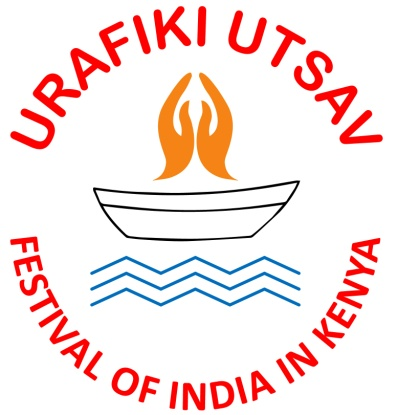 URAFIKI UTSAV
FESTIVAL OF INDIA IN KENYA